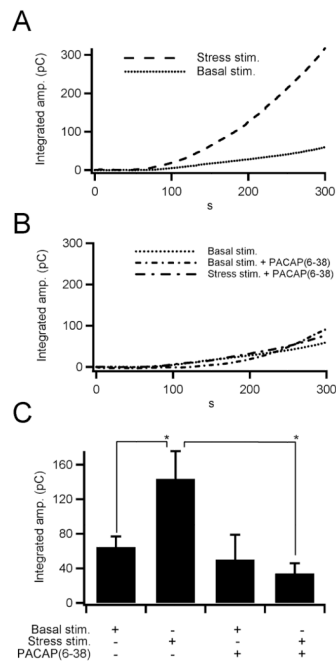 A
300
200
100
0
Integrated amp. (pC)
Stress stim.
Basal stim.
0 100 200 300
s
B
300
200
100
0
Integrated amp. (pC)
Basal stim.
Basal stim. + PACAP(6-38)
Stress stim. + PACAP(6-38)
0 100 200 300
s
C
160
120
80
40
0
Integrated amp. (pC)
* *
Basal stim. + - + -
Stress stim. - + - +
PACAP(6-38) - - + +